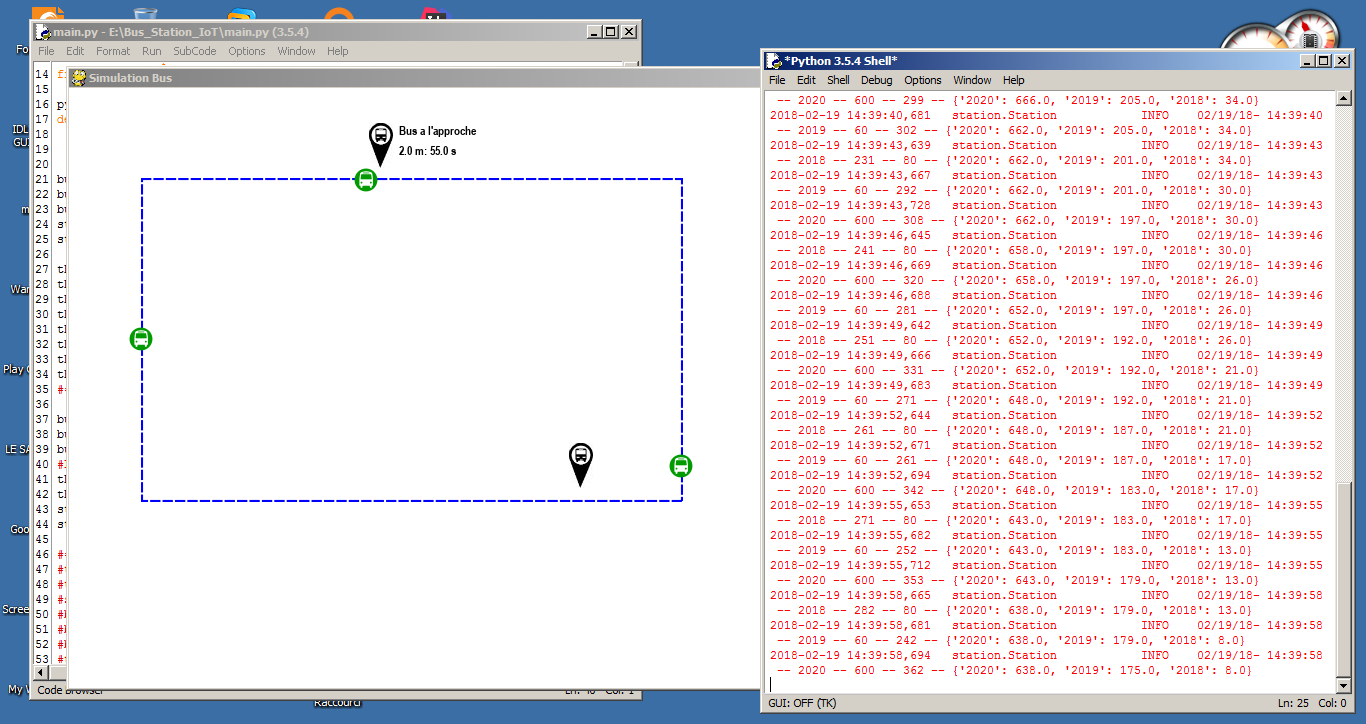 main.py - E:\Bus_Station_IoT\main.py (3.5.4)
File Edit Format Run SubCode Options Window Help
Simulation Bus
Bus a l'approche
2.0 m: 55.0 s
14
15
16
17
18
19
20
21
22
23
24
25
26
27
28
29
30
31
32
33
34
35
36
37
38
39
40
41
42
43
44
45
46
47
48
49
50
51
52
53
Code Browser
Raccourci
*Python 3.5.4 Shell*
File Edit Shell Debug Options Window Help
-- 2020 -- 600 -- 299 -- {'2020': 666.0, '2019': 205.0, '2018': 34.0}
2018-02-19 14:39:40,681 station.Station INFO 02/19/18- 14:39:40
-- 2019 -- 60 -- 302 -- {'2020': 662.0, '2019': 205.0, '2018': 34.0}
2018-02-19 14:39:43,639 station.Station INFO 02/19/18- 14:39:43
-- 2018 -- 231 -- 80 -- {'2020': 662.0, '2019': 201.0, '2018': 34.0}
2018-02-19 14:39:43,667 station.Station INFO 02/19/18- 14:39:43
-- 2019 -- 60 -- 292 -- {'2020': 662.0, '2019': 201.0, '2018': 30.0}
2018-02-19 14:39:43,728 station.Station INFO 02/19/18- 14:39:43
-- 2020 -- 600 -- 308 -- {'2020': 662.0, '2019': 197.0, '2018': 30.0}
2018-02-19 14:39:46,645 station.Station INFO 02/19/18- 14:39:46
-- 2018 -- 241 -- 80 -- {'2020': 658.0, '2019': 197.0, '2018': 30.0}
2018-02-19 14:39:46,669 station.Station INFO 02/19/18- 14:39:46
-- 2020 -- 600 -- 320 -- {'2020': 658.0, '2019': 197.0, '2018': 26.0}
2018-02-19 14:39:46,688 station.Station INFO 02/19/18- 14:39:46
-- 2019 -- 60 -- 281 -- {'2020': 652.0, '2019': 197.0, '2018': 26.0}
2018-02-19 14:39:49,642 station.Station INFO 02/19/18- 14:39:49
-- 2018 -- 251 -- 80 -- {'2020': 652.0, '2019': 192.0, '2018': 26.0}
2018-02-19 14:39:49,666 station.Station INFO 02/19/18- 14:39:49
-- 2020 -- 600 -- 331 -- {'2020': 652.0, '2019': 192.0, '2018': 21.0}
2018-02-19 14:39:49,683 station.Station INFO 02/19/18- 14:39:49
-- 2019 -- 60 -- 271 -- {'2020': 648.0, '2019': 192.0, '2018': 21.0}
2018-02-19 14:39:52,644 station.Station INFO 02/19/18- 14:39:52
-- 2018 -- 261 -- 80 -- {'2020': 648.0, '2019': 187.0, '2018': 21.0}
2018-02-19 14:39:52,671 station.Station INFO 02/19/18- 14:39:52
-- 2019 -- 60 -- 261 -- {'2020': 648.0, '2019': 187.0, '2018': 17.0}
2018-02-19 14:39:52,694 station.Station INFO 02/19/18- 14:39:52
-- 2020 -- 600 -- 342 -- {'2020': 648.0, '2019': 183.0, '2018': 17.0}
2018-02-19 14:39:55,653 station.Station INFO 02/19/18- 14:39:55
-- 2018 -- 271 -- 80 -- {'2020': 643.0, '2019': 183.0, '2018': 17.0}
2018-02-19 14:39:55,682 station.Station INFO 02/19/18- 14:39:55
-- 2019 -- 60 -- 252 -- {'2020': 643.0, '2019': 183.0, '2018': 13.0}
2018-02-19 14:39:55,712 station.Station INFO 02/19/18- 14:39:55
-- 2020 -- 600 -- 353 -- {'2020': 643.0, '2019': 179.0, '2018': 13.0}
2018-02-19 14:39:58,665 station.Station INFO 02/19/18- 14:39:58
-- 2018 -- 282 -- 80 -- {'2020': 638.0, '2019': 179.0, '2018': 13.0}
2018-02-19 14:39:58,681 station.Station INFO 02/19/18- 14:39:58
-- 2019 -- 60 -- 242 -- {'2020': 638.0, '2019': 179.0, '2018': 8.0}
2018-02-19 14:39:58,694 station.Station INFO 02/19/18- 14:39:58
-- 2020 -- 600 -- 362 -- {'2020': 638.0, '2019': 175.0, '2018': 8.0}
GUI: OFF (TK) Ln: 25 Col: 0